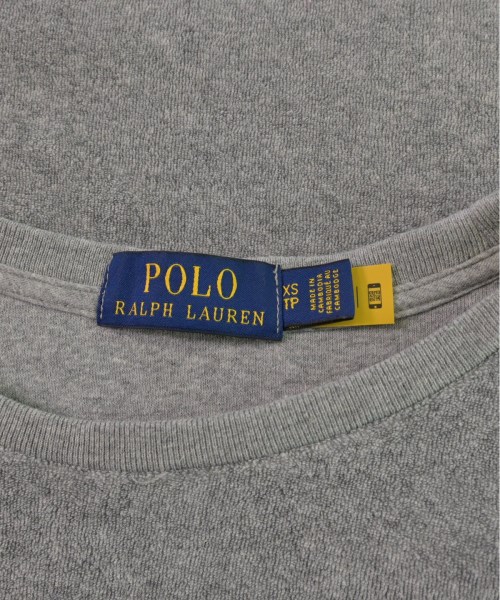 POLO
RALPH LAUREN
XS
TP
MADE IN
CAMBODIA
FABRIQUÉ AU
CAMBODGE